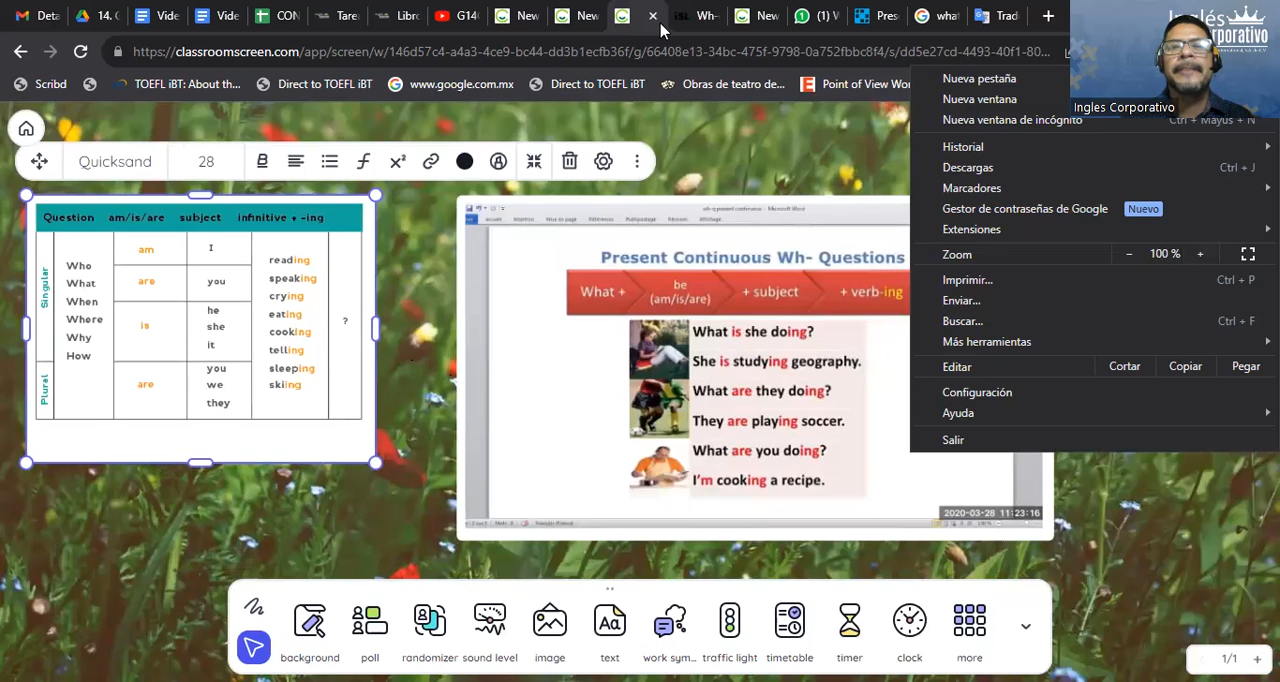 Deta
14. C
Vide
Vide
CON
Tare
Libro
G14
New
New
Wh-
New
(1) V
Prese
what
Trad
https://classroomscreen.com/app/screen/w/146d57c4-a4a3-4ce9-bc44-dd3b1ecfb36f/g/66408e13-34bc-475f-9798-0a752fbbc8f4/s/dd5e27cd-4493-40f1-80...
Inglés
Corporativo
Ingles Corporativo
Scribd
TOEFL iBT: About th...
Direct to TOEFL iBT
www.google.com.mx
Direct to TOEFL iBT
Obras de teatro de...
Point of View Wo
Nueva pestaña
Nueva ventana
Nueva ventana de incógnito Ctrl + Mayús + N
Historial
Descargas Ctrl + J
Marcadores
Gestor de contraseñas de Google Nuevo
Extensiones
Zoom - 100 % +
Imprimir... Ctrl + P
Enviar...
Buscar... Ctrl + F
Más herramientas
Editar Cortar Copiar Pegar
Configuración
Ayuda
Salir
Quicksand 28
Question am/is/are subject infinitive + -ing
Singular
Plural
Who
What
When
Where
Why
How
am
are
is
are
I
you
he
she
it
you
we
they
reading
speaking
crying
eating
cooking
telling
sleeping
skiing
?
Present Continuous Wh- Questions
What + be (am/is/are) + subject + verb-ing
What is she doing?
She is studying geography.
What are they doing?
They are playing soccer.
What are you doing?
I'm cooking a recipe.
2020-03-28 11:23:16
background
poll
randomizer
sound level
image
text
work sym...
traffic light
timetable
timer
clock
more
1/1 +